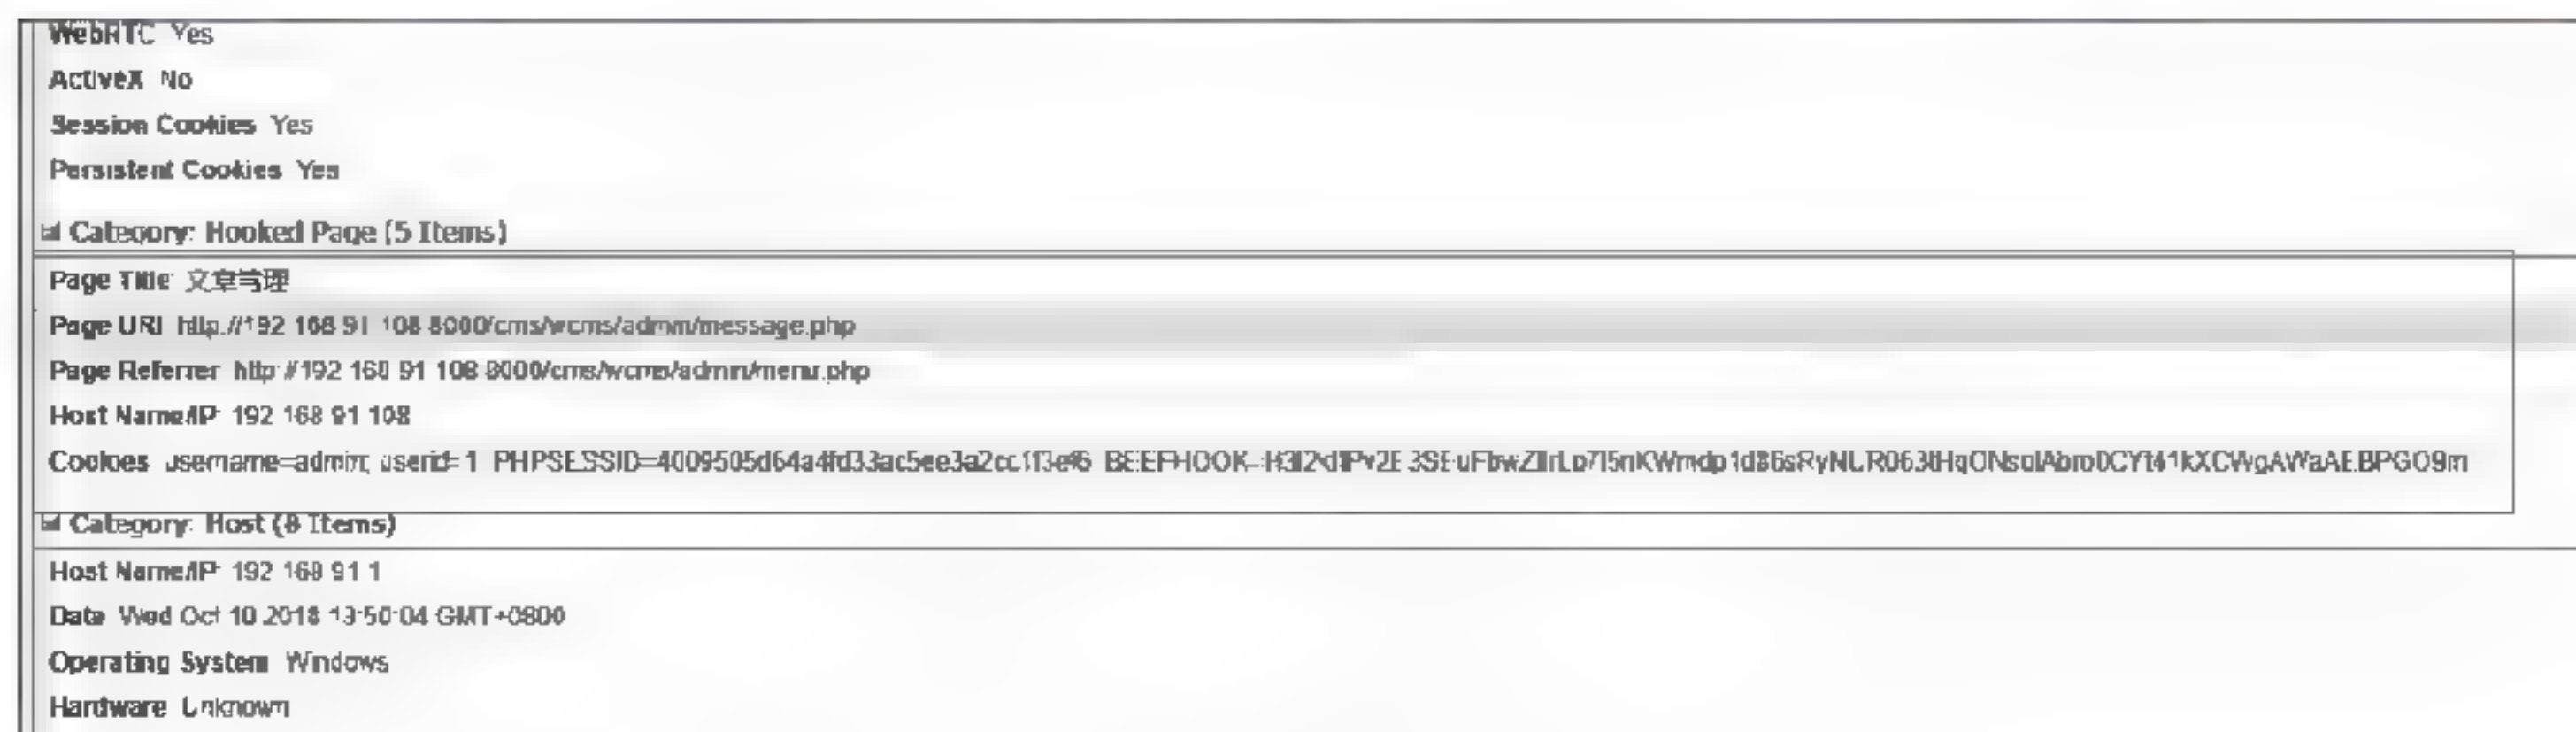 WebRTC Yes
ActiveX No
Session Cookies Yes
Persistent Cookies Yes
Category: Hooked Page (5 Items)
Page Title: 文章管理
Page URI http://192.168.91.108:8000/cms/wcms/admin/message.php
Page Referrer http://192.168.91.108:8000/cms/wcms/admin/menu.php
Host Name/IP: 192.168.91.108
Cookies username=admin; userid=1
Category: Host (8 Items)
Host Name/IP: 192.168.91.1
Date Wed Oct 10 2018 GMT+0800
Operating System Windows
Hardware Unknown